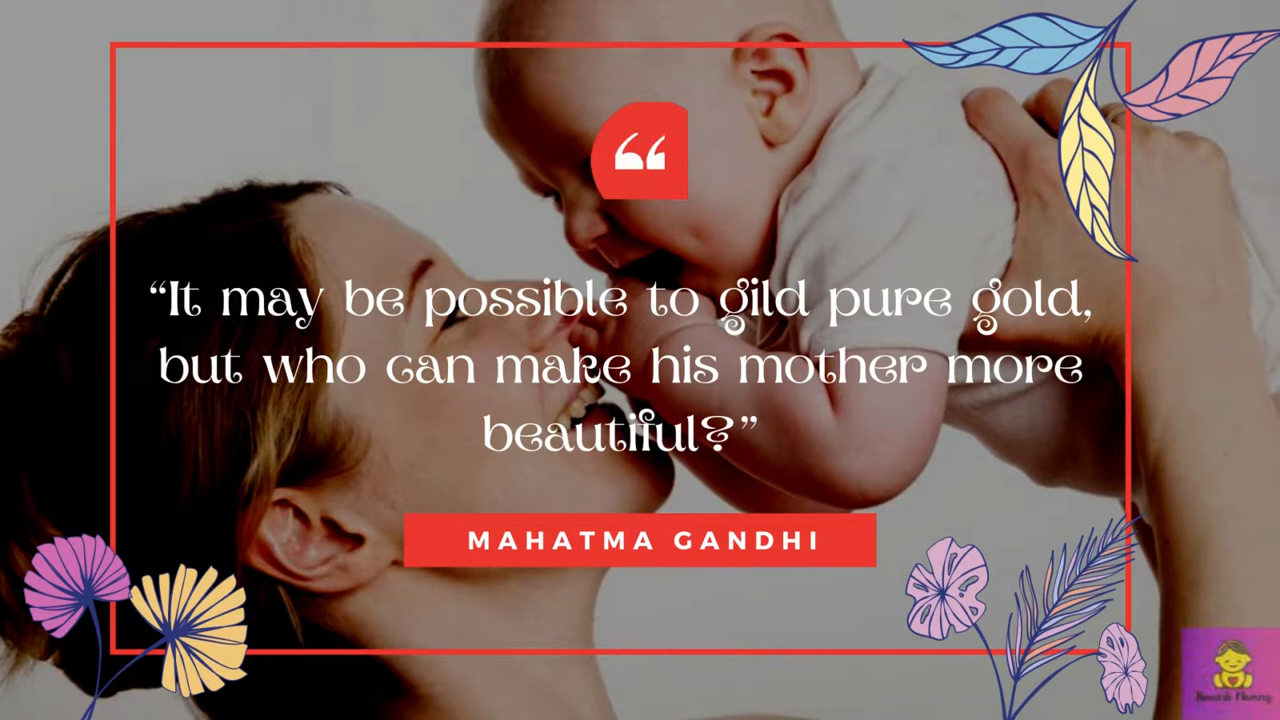 “It may be possible to gild pure gold,
but who can make his mother more
beautiful?”
MAHATMA GANDHI